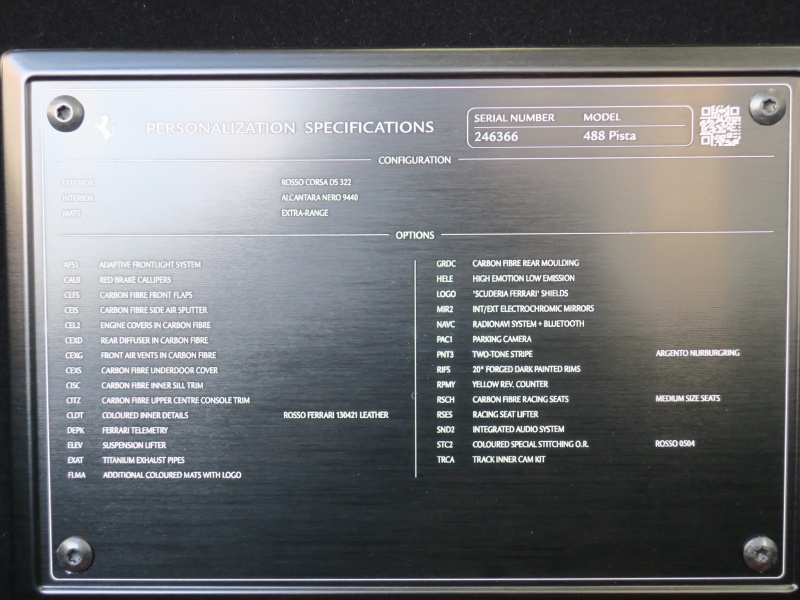 PERSONALIZATION SPECIFICATIONS
SERIAL NUMBER MODEL
246366 488 Pista
CONFIGURATION
EXTERIOR ROSSO CORSA DS 322
INTERIOR ALCANTARA NERO 9440
MATS EXTRA-RANGE
OPTIONS
AFS1 ADAPTIVE FRONTLIGHT SYSTEM
CALR RED BRAKE CALLIPERS
CEF5 CARBON FIBRE FRONT FLAPS
CEIS CARBON FIBRE SIDE AIR SPLITTER
CEL2 ENGINE COVERS IN CARBON FIBRE
CEXD REAR DIFFUSER IN CARBON FIBRE
CEXG FRONT AIR VENTS IN CARBON FIBRE
CEXS CARBON FIBRE UNDERDOOR COVER
CISC CARBON FIBRE INNER SILL TRIM
CITZ CARBON FIBRE UPPER CENTRE CONSOLE TRIM
CLDT COLOURED INNER DETAILS ROSSO FERRARI 130421 LEATHER
DEPK FERRARI TELEMETRY
ELEV SUSPENSION LIFTER
EXAT TITANIUM EXHAUST PIPES
FLMA ADDITIONAL COLOURED MATS WITH LOGO
GRDC CARBON FIBRE REAR MOULDING
HELE HIGH EMOTION LOW EMISSION
LOGO 'SCUDERIA FERRARI' SHIELDS
MIR2 INT/EXT ELECTROCHROMIC MIRRORS
NAVC RADIONAVI SYSTEM + BLUETOOTH
PAC1 PARKING CAMERA
PNT3 TWO-TONE STRIPE ARGENTO NURBURGRING
RIF5 20" FORGED DARK PAINTED RIMS
RPMY YELLOW REV. COUNTER
RSCH CARBON FIBRE RACING SEATS MEDIUM SIZE SEATS
RSES RACING SEAT LIFTER
SND2 INTEGRATED AUDIO SYSTEM
STC2 COLOURED SPECIAL STITCHING O.R. ROSSO 0504
TRCA TRACK INNER CAM KIT